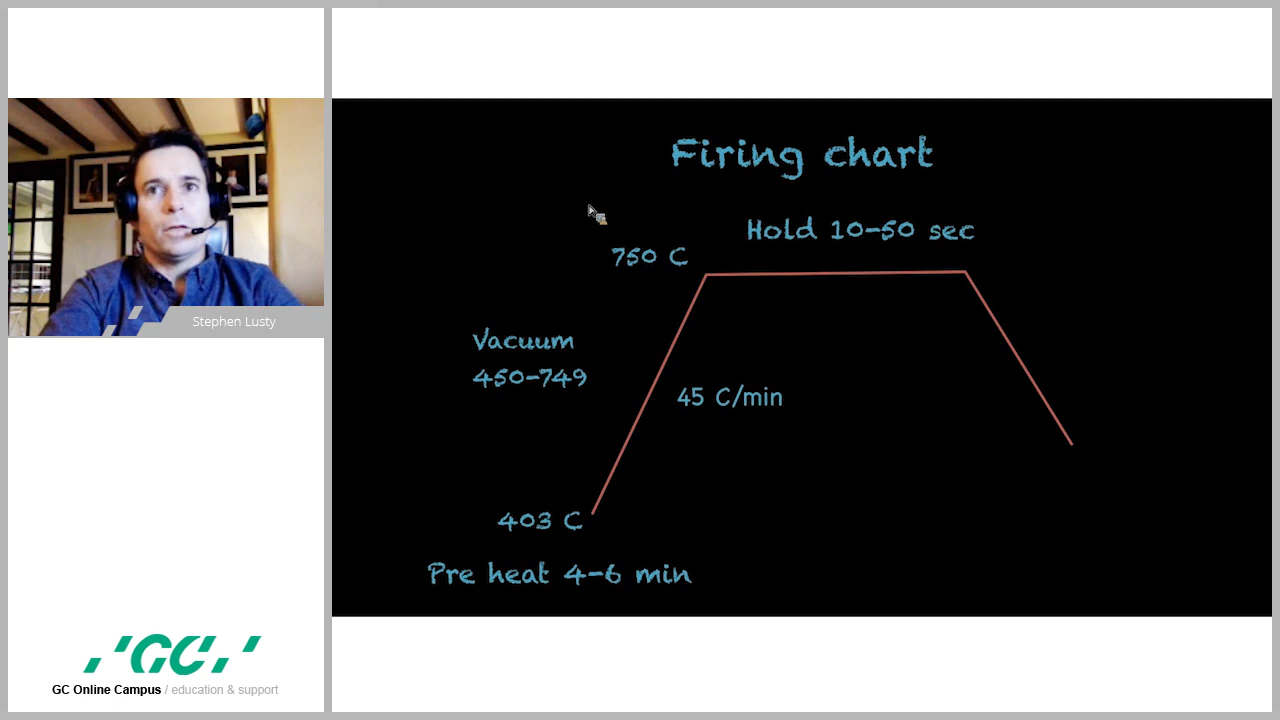 Firing chart
Hold 10-50 sec
750 C
Vacuum
450-749
45 C/min
403 C
Pre heat 4-6 min
Stephen Lusty
GC
GC Online Campus / education & support